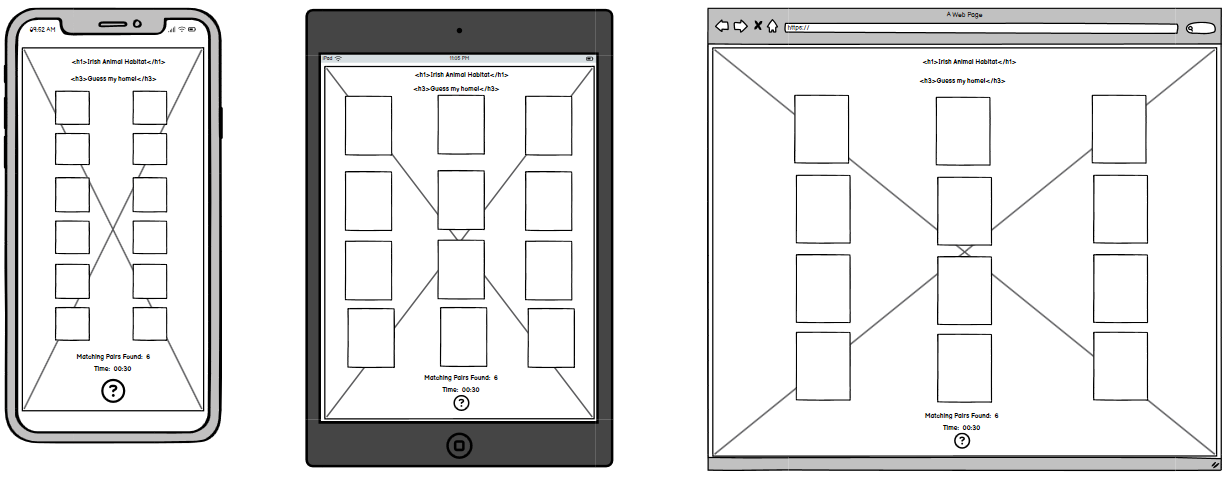 09:52 AM
<h1>Irish Animal Habitat</h1>
<h3>Guess my home!</h3>
Matching Pairs Found: 6
Time: 00:30
?
iPad
11:05 PM
<h1>Irish Animal Habitat</h1>
<h3>Guess my home!</h3>
Matching Pairs Found: 6
Time: 00:30
?
A Web Page
https://
<h1>Irish Animal Habitat</h1>
<h3>Guess my home!</h3>
Matching Pairs Found: 6
Time: 00:30
?